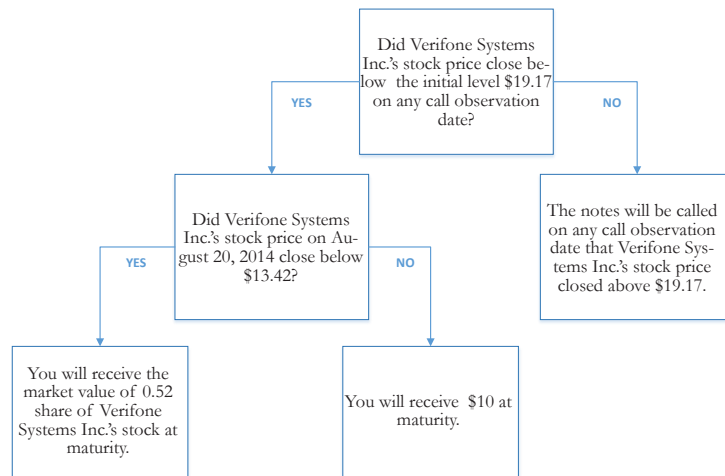 Did Verifone Systems
Inc.'s stock price close be-
low the initial level $19.17
on any call observation
date?
YES
NO
Did Verifone Systems
Inc.'s stock price on Au-
gust 20, 2014 close below
$13.42?
The notes will be called
on any call observation
date that Verifone Sys-
tems Inc.'s stock price
closed above $19.17.
YES
NO
You will receive the
market value of 0.52
share of Verifone
Systems Inc.'s stock at
maturity.
You will receive $10 at
maturity.